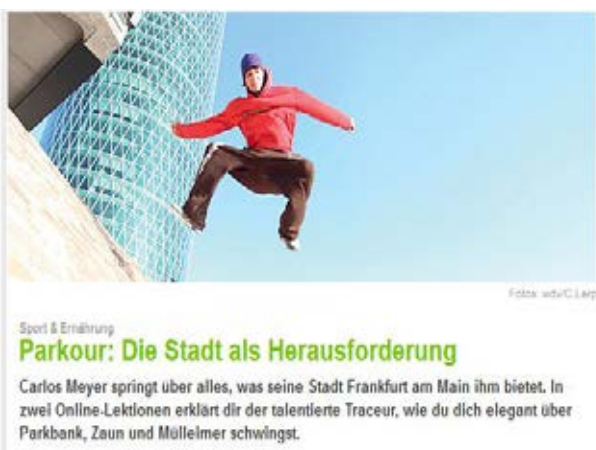 Fotos: wdv/C.Lerp
Sport & Ernährung
Parkour: Die Stadt als Herausforderung
Carlos Meyer springt über alles, was seine Stadt Frankfurt am Main ihm bietet. In
zwei Online-Lektionen erklärt dir der talentierte Traceur, wie du dich elegant über
Parkbank, Zaun und Mülleimer schwingst.